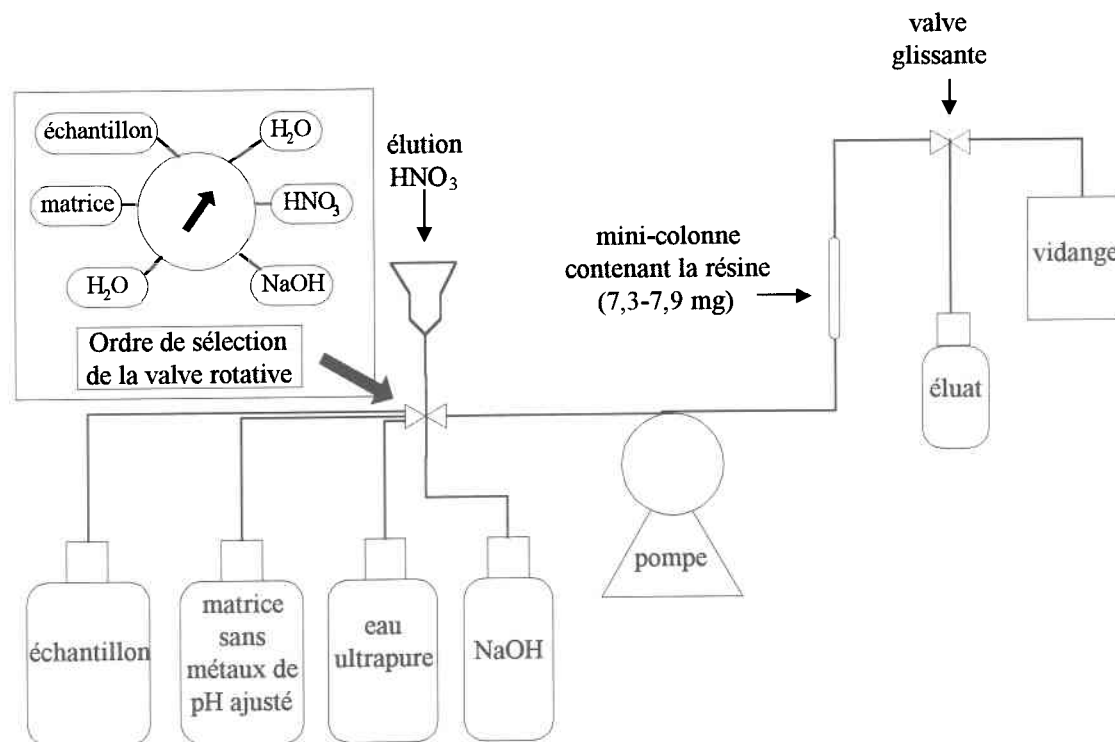 valve
glissante
échantillon
H₂O
matrice
HNO₃
H₂O
NaOH
Ordre de sélection
de la valve rotative
élution
HNO₃
mini-colonne
contenant la résine
(7,3-7,9 mg)
vidange
éluat
pompe
échantillon
matrice
sans
métaux de
pH ajusté
eau
ultrapure
NaOH